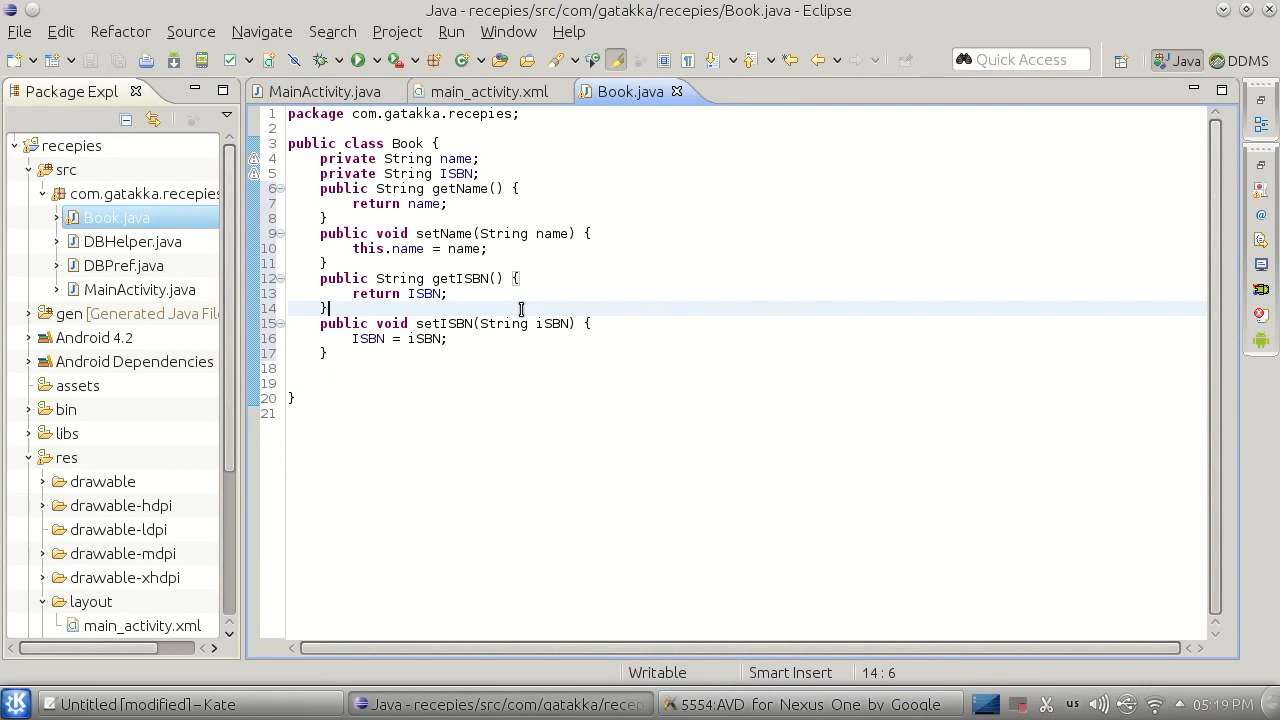 Java - recepies/src/com/gatakka/recepies/Book.java - Eclipse
File Edit Refactor Source Navigate Search Project Run Window Help
Quick Access Java DDMS
Package Expl MainActivity.java main_activity.xml Book.java
recepies
src
com.gatakka.recepies
Book.java
DBHelper.java
DBPref.java
MainActivity.java
gen [Generated Java File
Android 4.2
Android Dependencies
assets
bin
libs
res
drawable
drawable-hdpi
drawable-ldpi
drawable-mdpi
drawable-xhdpi
layout
main_activity.xml
1 package com.gatakka.recepies;
2
3 public class Book {
4 private String name;
5 private String ISBN;
6 public String getName() {
7 return name;
8 }
9 public void setName(String name) {
10 this.name = name;
11 }
12 public String getISBN() {
13 return ISBN;
14 }
15 public void setISBN(String iSBN) {
16 ISBN = iSBN;
17 }
18
19
20 }
21
Writable Smart Insert 14 : 6
Untitled [modified] – Kate Java - recepies/src/com/gatakka/recep 5554:AVD_for_Nexus_One_by_Google us 05:19 PM